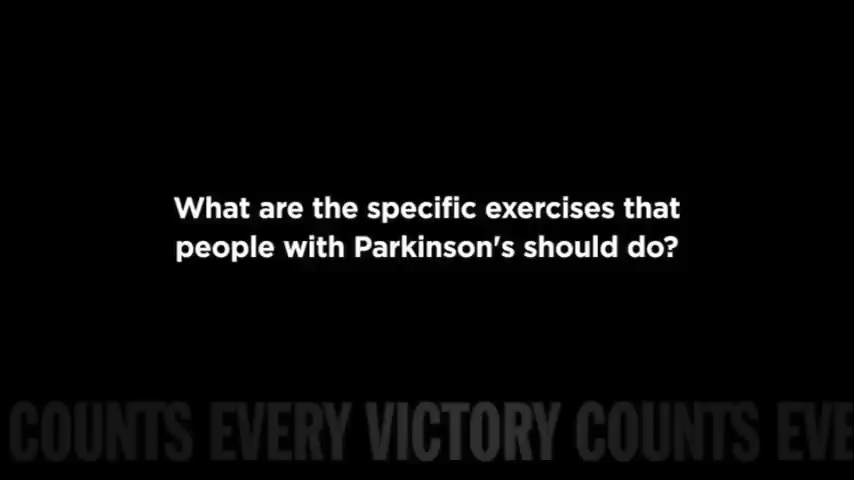 What are the specific exercises that
people with Parkinson's should do?
COUNTS EVERY VICTORY COUNTS EVE